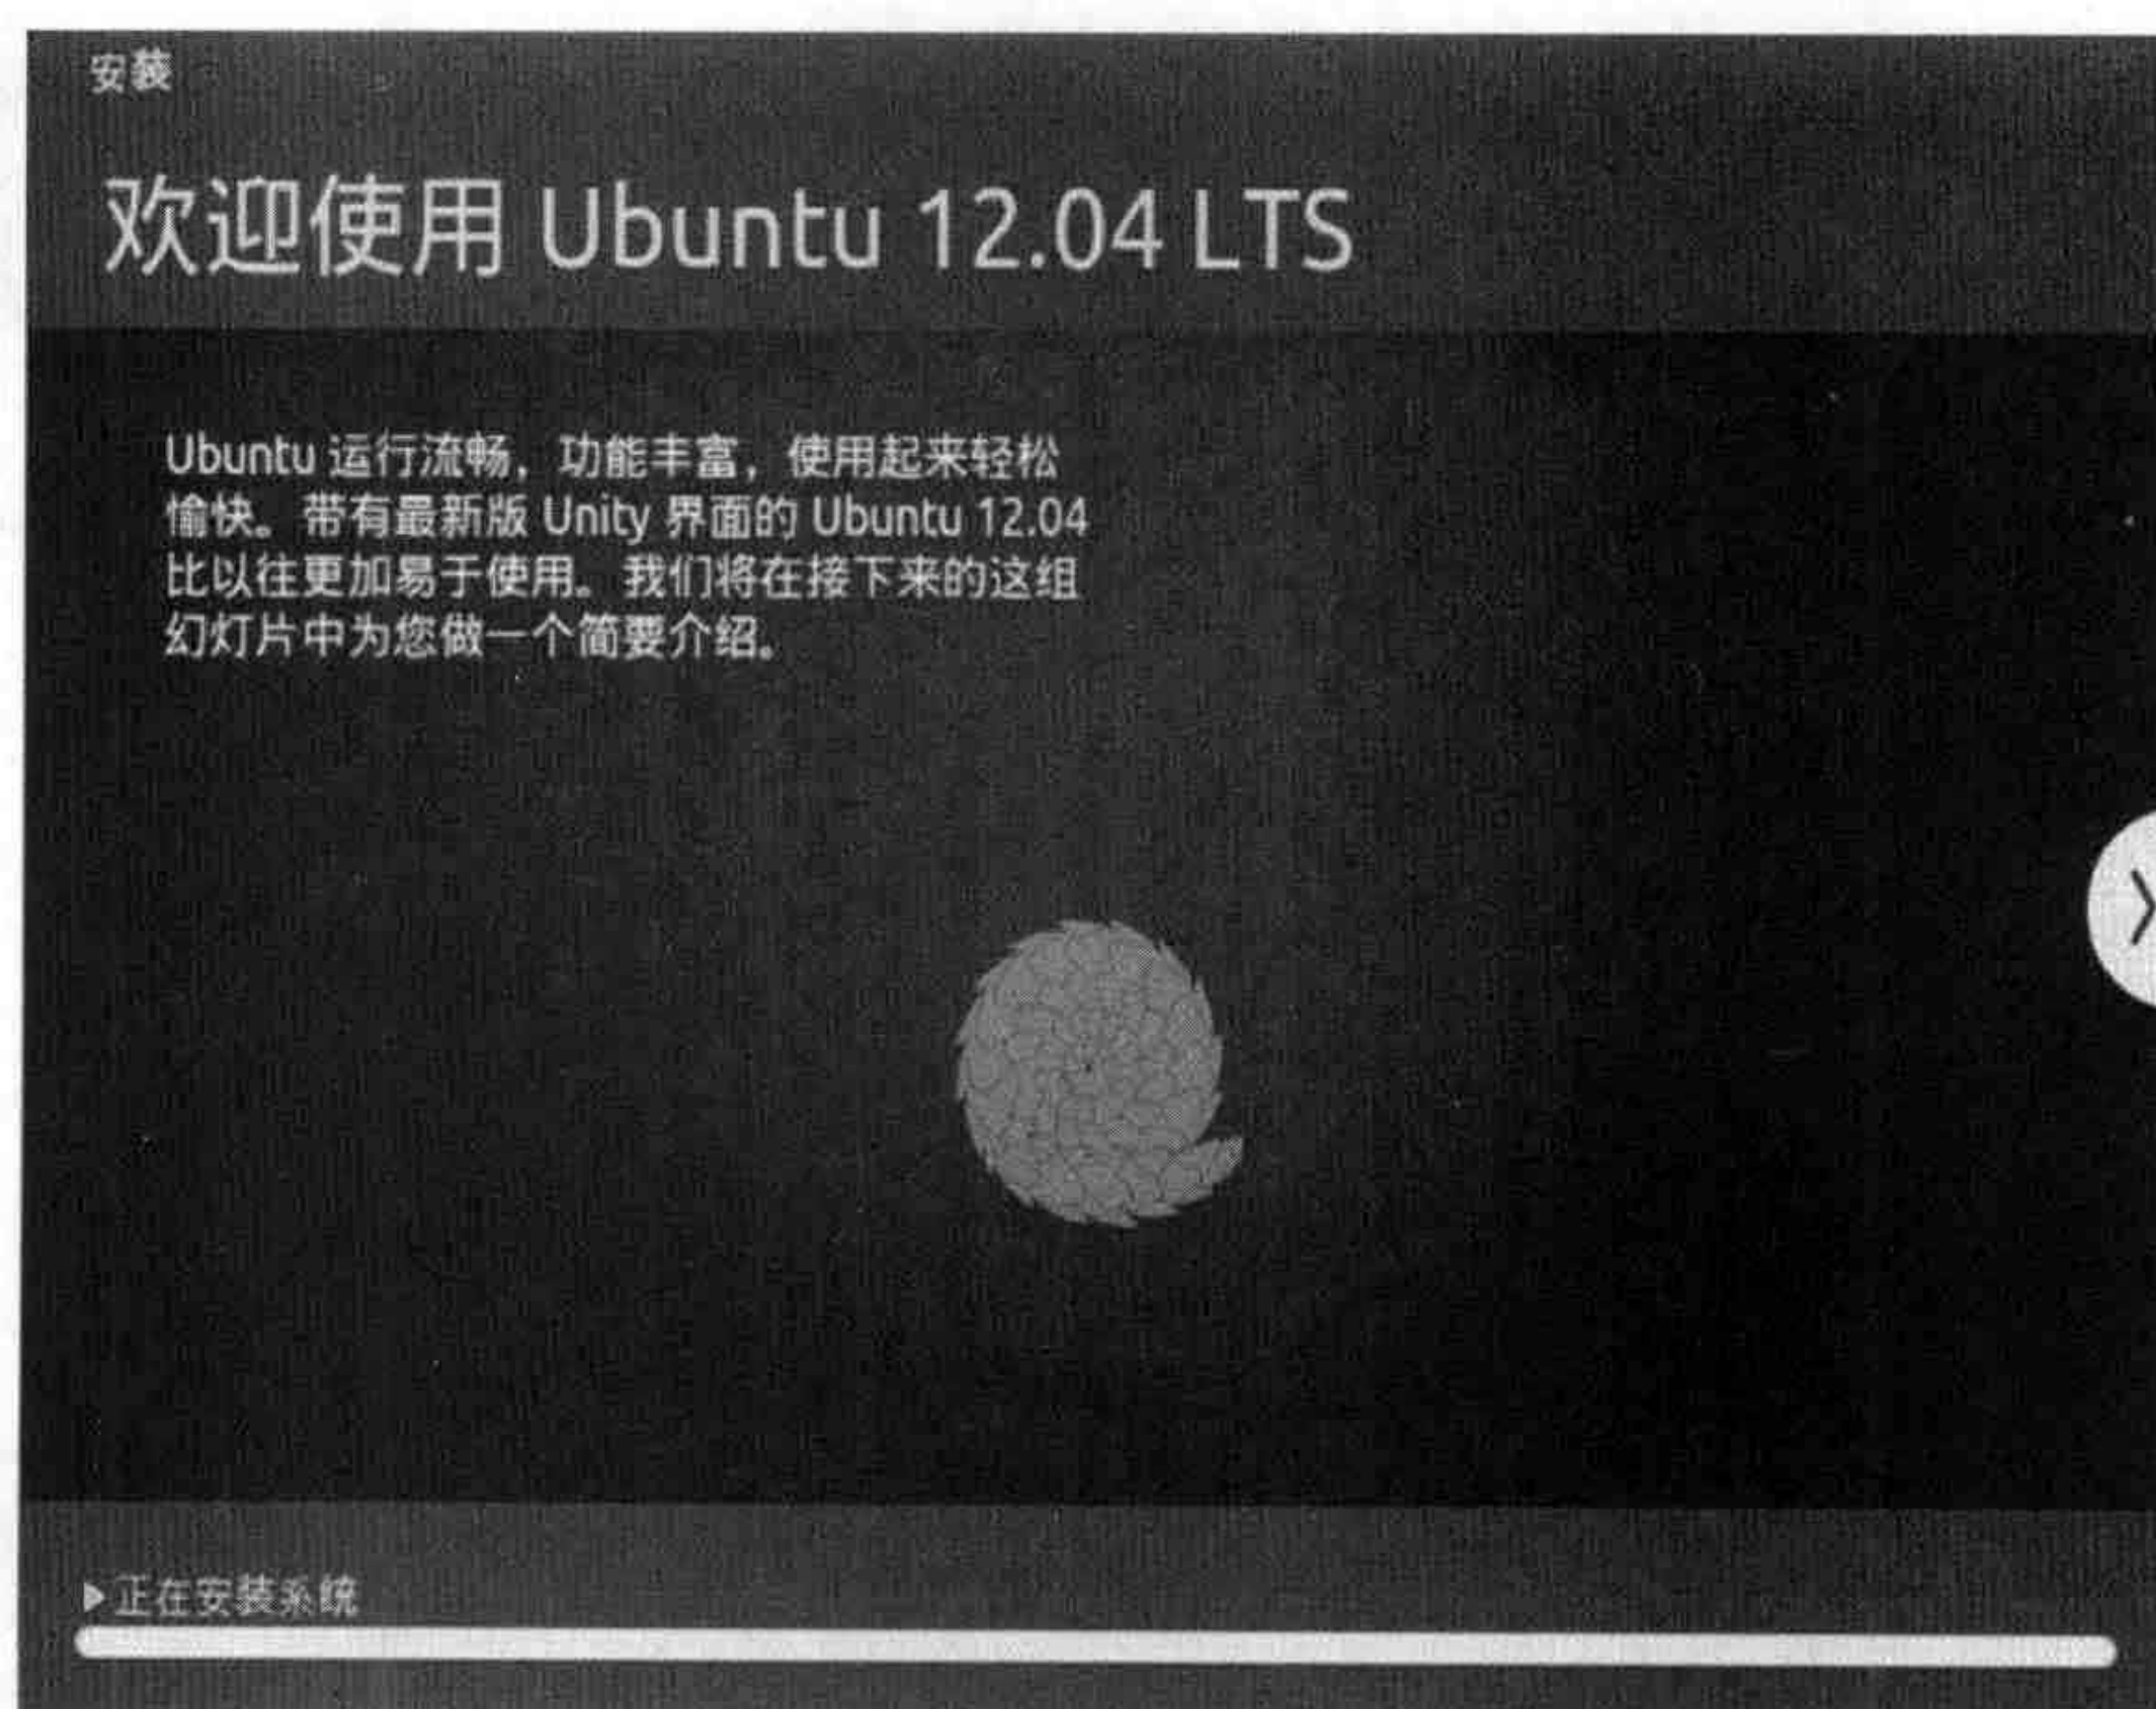 安装
欢迎使用 Ubuntu 12.04 LTS
Ubuntu 运行流畅，功能丰富，使用起来轻松
愉快。带有最新版 Unity 界面的 Ubuntu 12.04
比以往更加易于使用。我们将在接下来的这组
幻灯片中为您做一个简要介绍。
正在安装系统